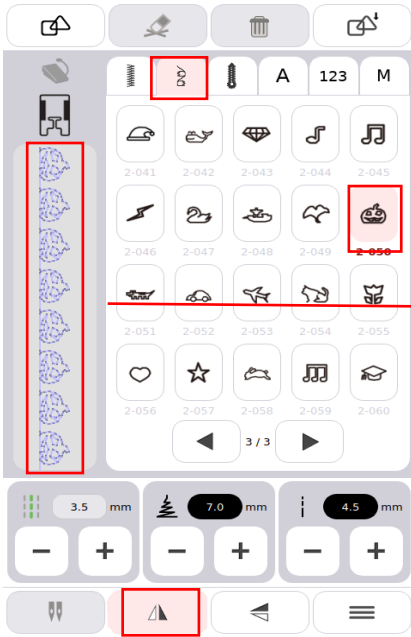 A 123 M
2-041 2-042 2-043 2-044 2-045
2-046 2-047 2-048 2-049 2-050
2-051 2-052 2-053 2-054 2-055
2-056 2-057 2-058 2-059 2-060
3 / 3
3.5 mm 7.0 mm 4.5 mm
− + − + − +